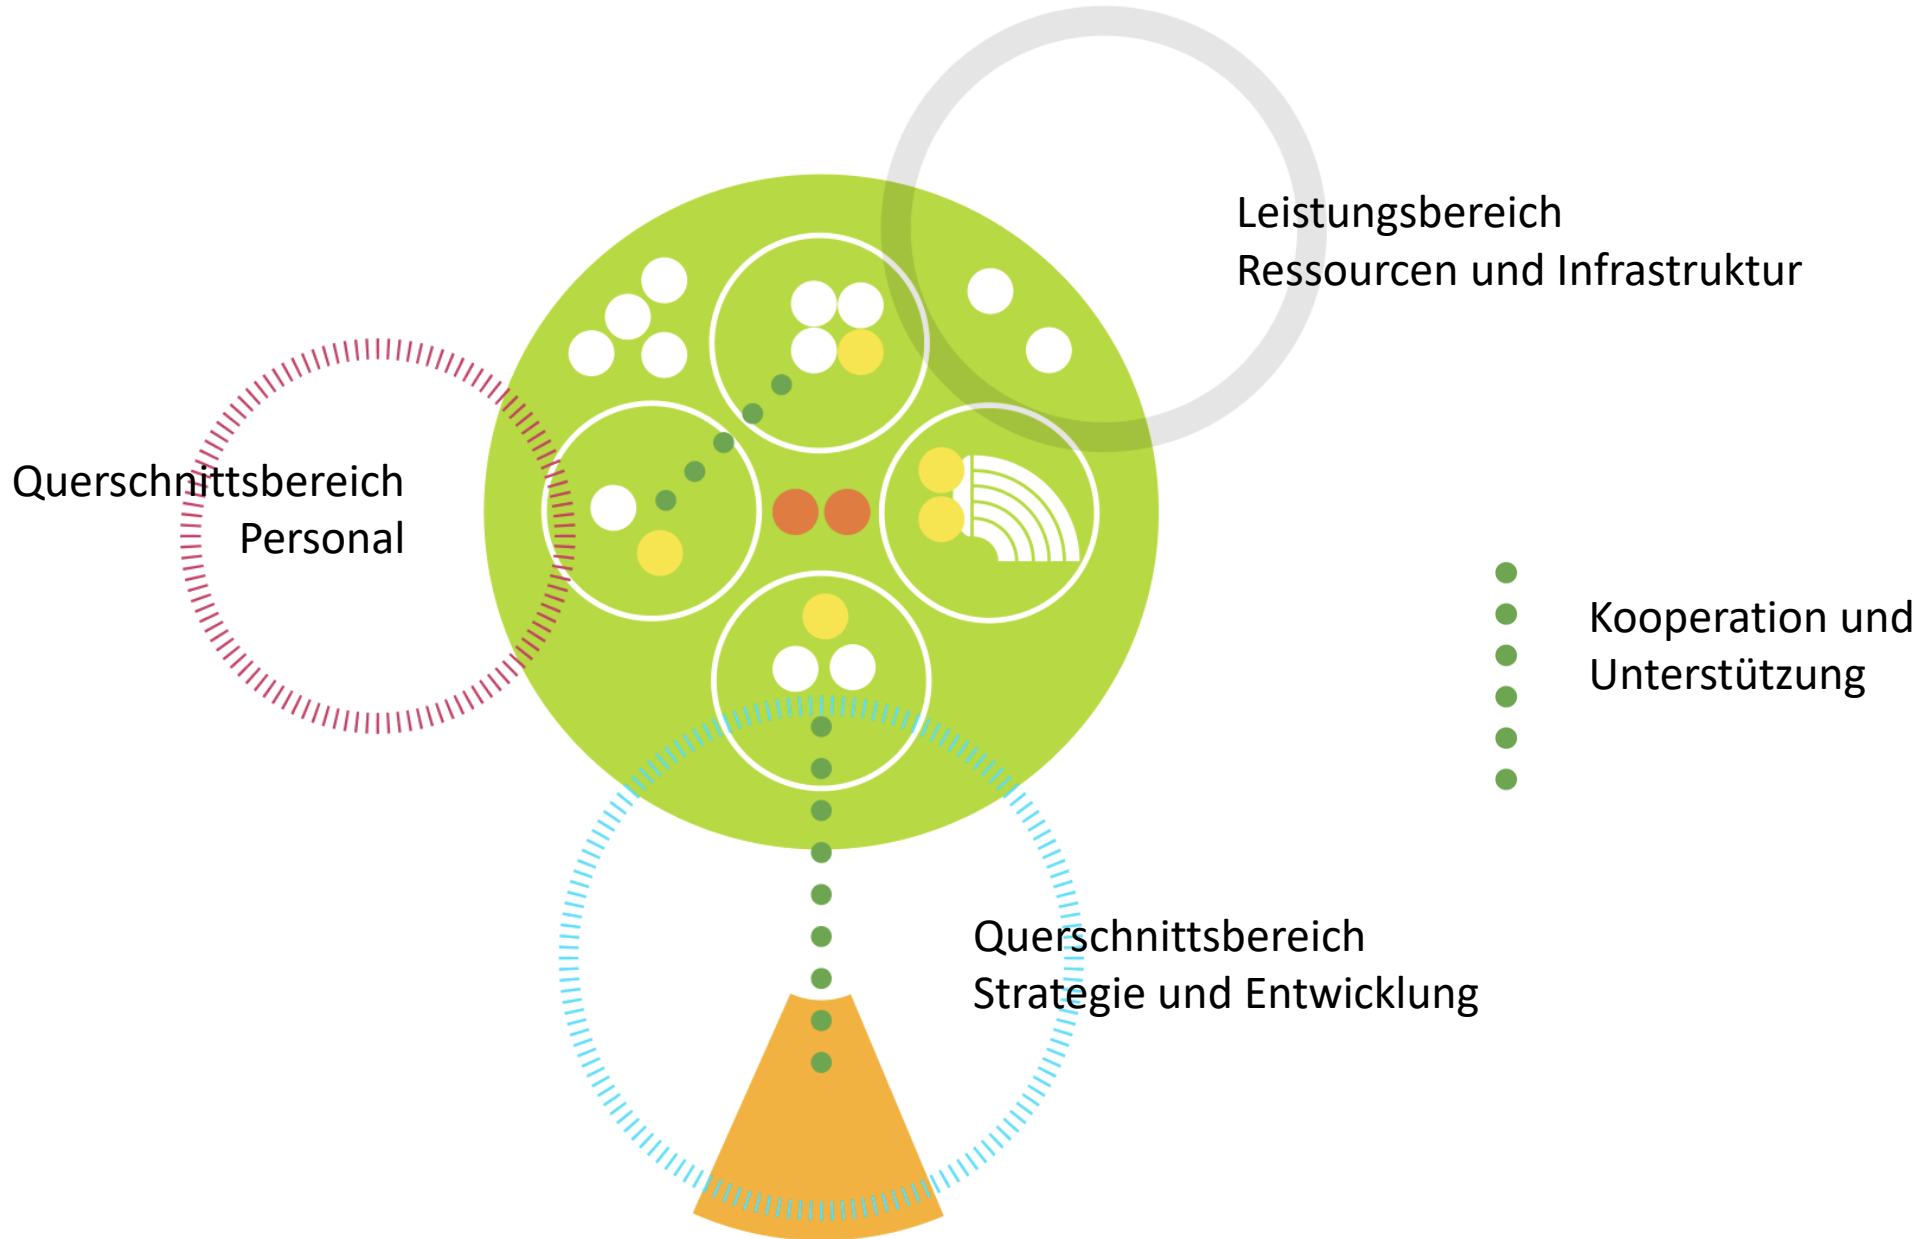 Leistungsbereich
Ressourcen und Infrastruktur
Querschnittsbereich
Personal
Kooperation und
Unterstützung
Querschnittsbereich
Strategie und Entwicklung